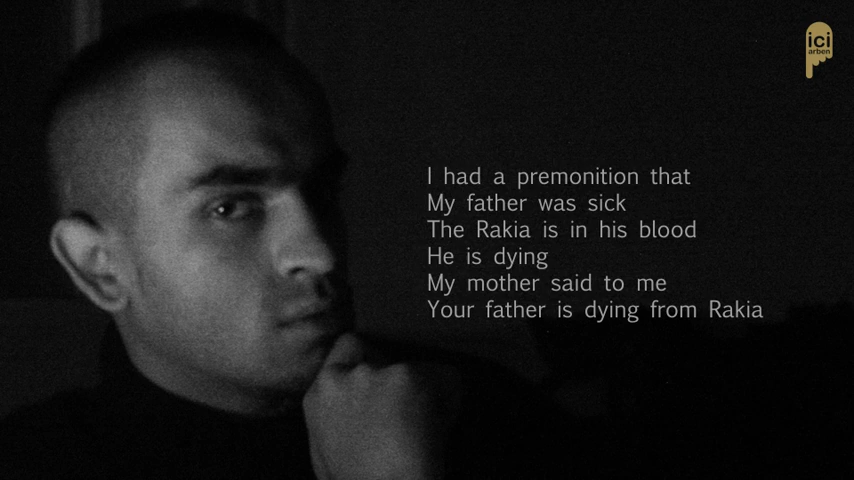 ici
arben
I had a premonition that
My father was sick
The Rakia is in his blood
He is dying
My mother said to me
Your father is dying from Rakia